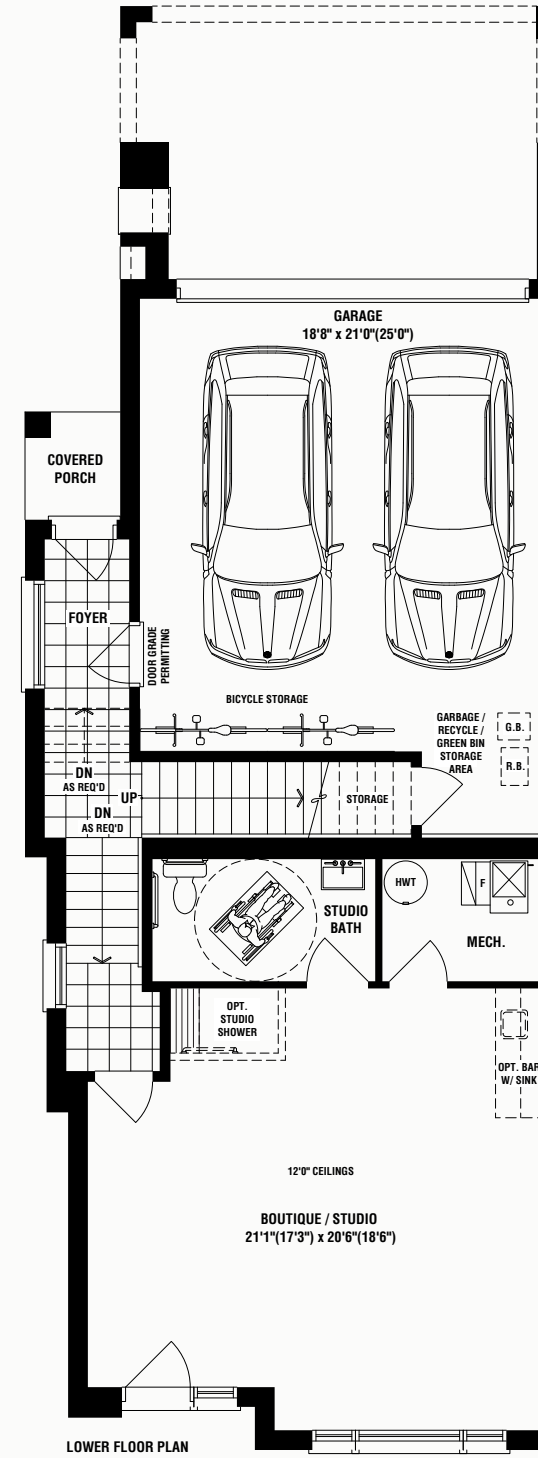 GARAGE
18'8" x 21'0"(25'0")
COVERED
PORCH
FOYER
DOOR GRADE
PERMITTING
BICYCLE STORAGE
GARBAGE /
RECYCLE /
GREEN BIN
STORAGE
AREA
G.B.
R.B.
DN
AS REQ'D
UP
DN
AS REQ'D
STORAGE
HWT
F
STUDIO
BATH
MECH.
OPT.
STUDIO
SHOWER
OPT. BAR
W/ SINK
12'0" CEILINGS
BOUTIQUE / STUDIO
21'1"(17'3") x 20'6"(18'6")
LOWER FLOOR PLAN